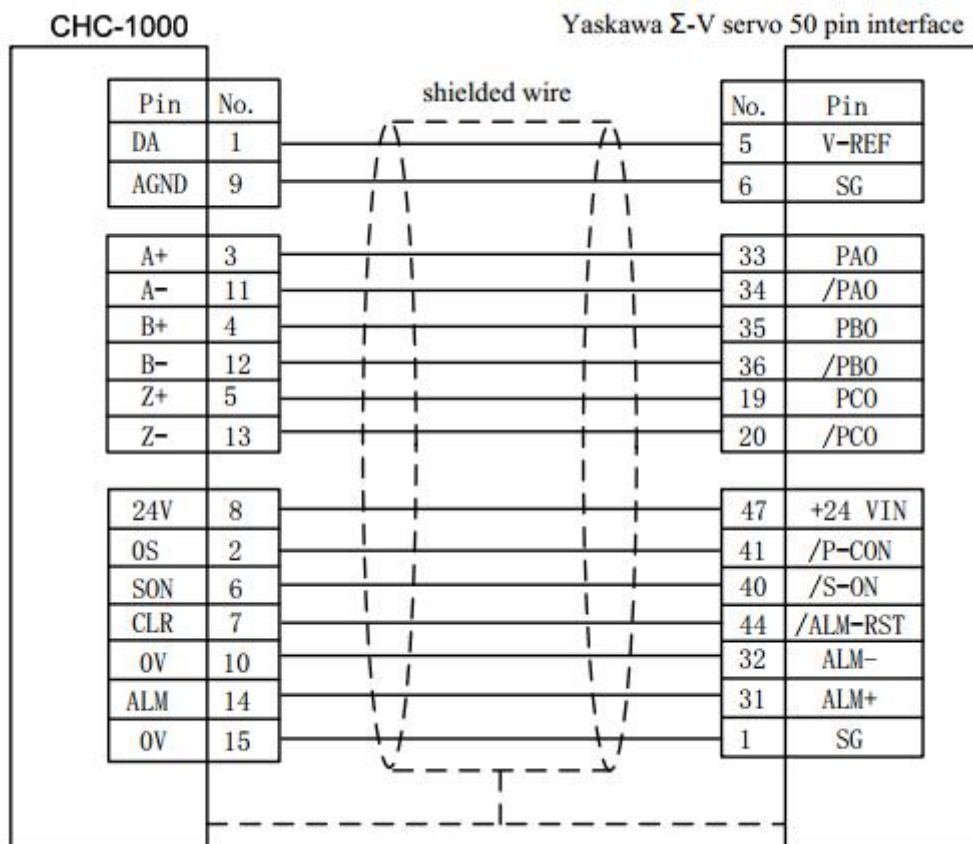 CHC-1000
Yaskawa Σ-V servo 50 pin interface
shielded wire
Pin No.
DA 1
AGND 9
A+ 3
A- 11
B+ 4
B- 12
Z+ 5
Z- 13
24V 8
OS 2
SON 6
CLR 7
0V 10
ALM 14
0V 15
No. Pin
5 V-REF
6 SG
33 PAO
34 /PAO
35 PBO
36 /PBO
19 PCO
20 /PCO
47 +24 VIN
41 /P-CON
40 /S-ON
44 /ALM-RST
32 ALM-
31 ALM+
1 SG